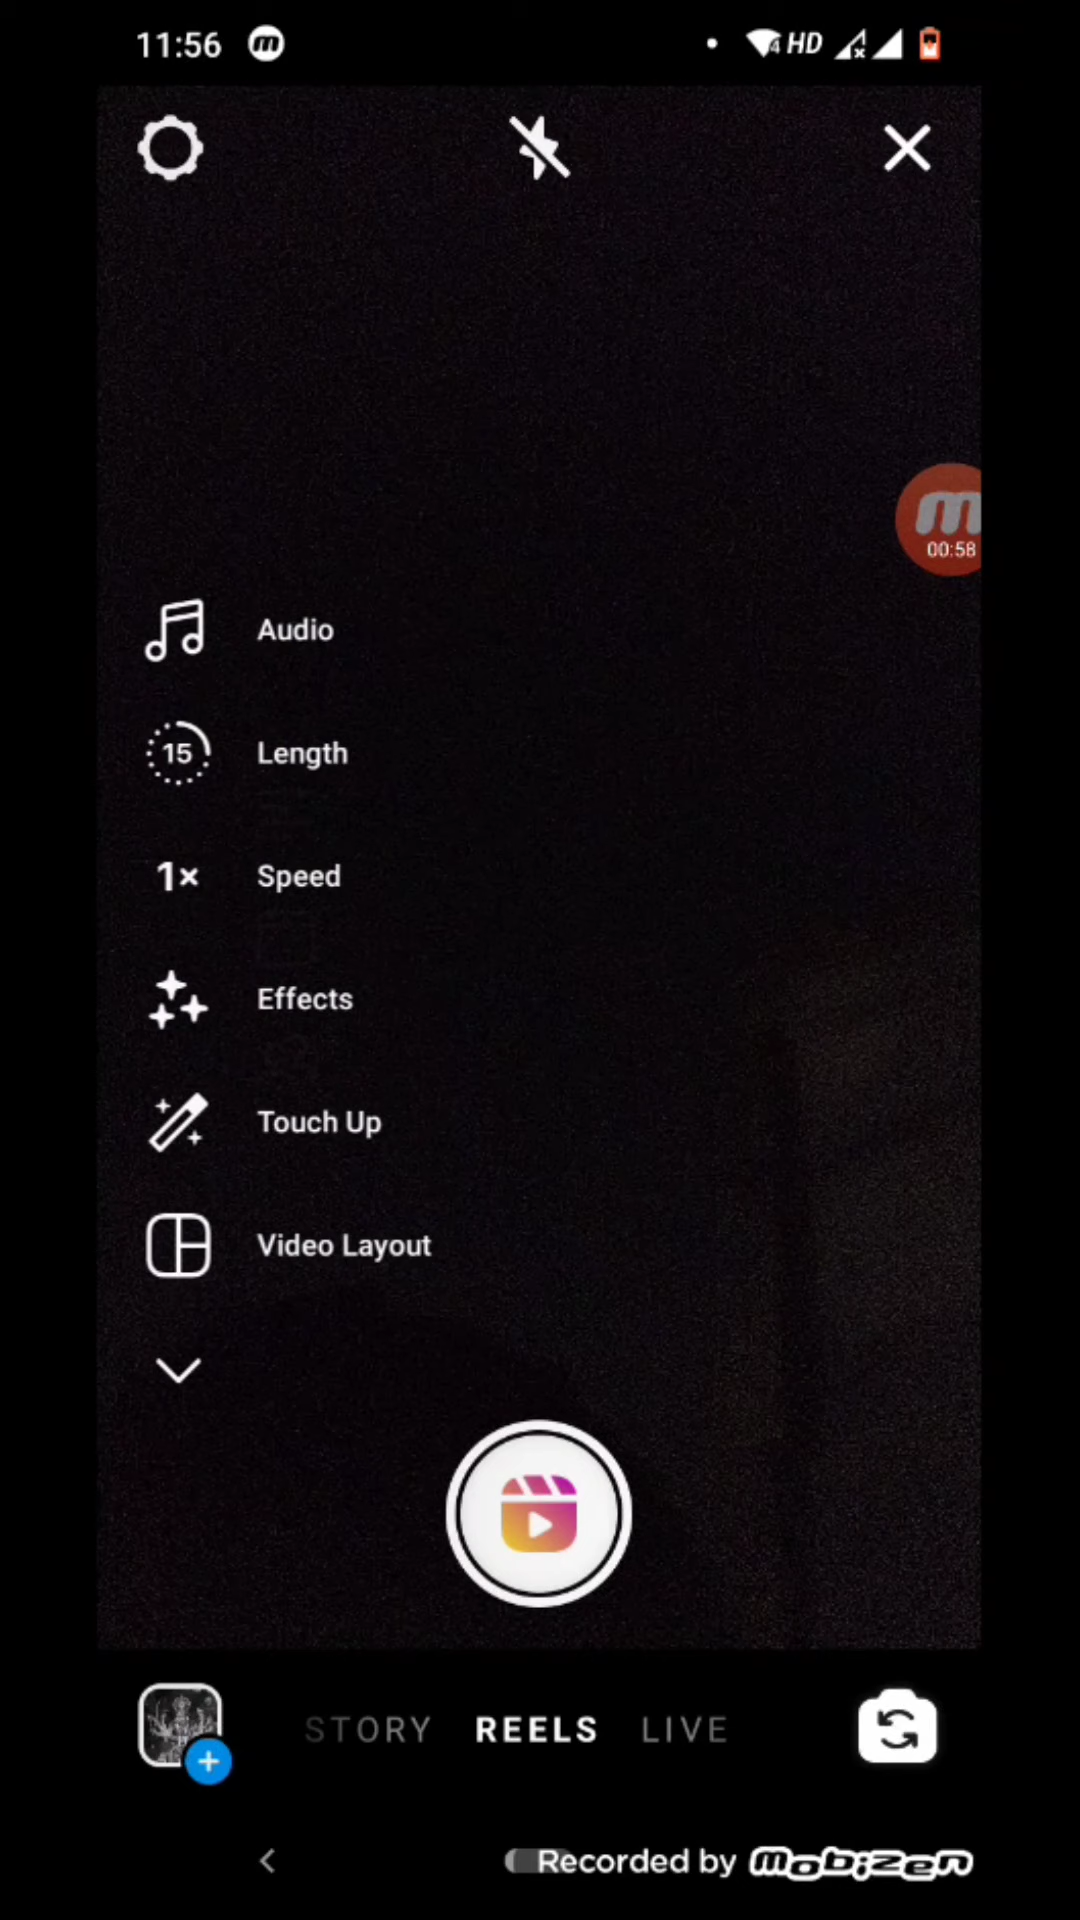 11:56
4 HD
m
00:58
Audio
15 Length
1× Speed
Effects
Touch Up
Video Layout
STORY REELS LIVE
Recorded by mobizen